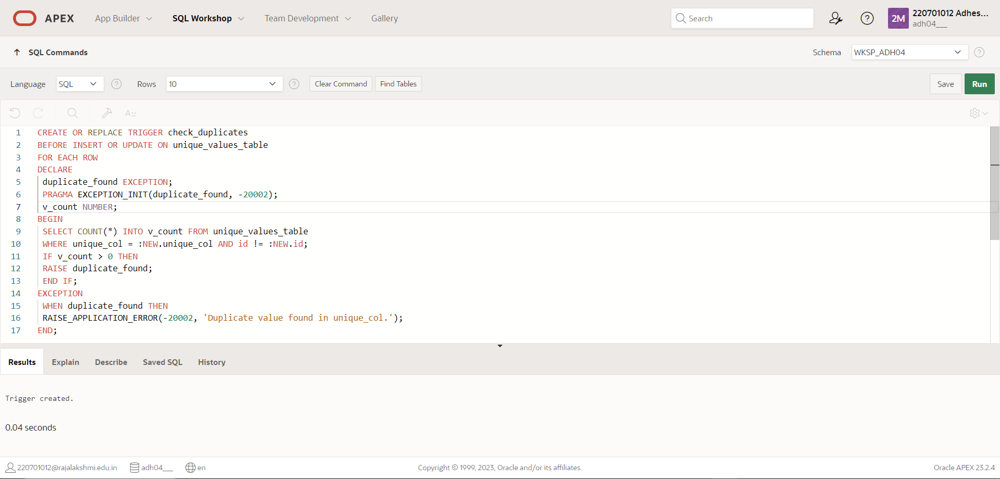 APEX App Builder SQL Workshop Team Development Gallery Search 2M 220701012 Adhes...
adh04___
SQL Commands Schema WKSP_ADH04
Language SQL Rows 10 Clear Command Find Tables Save Run
1 CREATE OR REPLACE TRIGGER check_duplicates
2 BEFORE INSERT OR UPDATE ON unique_values_table
3 FOR EACH ROW
4 DECLARE
5 duplicate_found EXCEPTION;
6 PRAGMA EXCEPTION_INIT(duplicate_found, -20002);
7 v_count NUMBER;
8 BEGIN
9 SELECT COUNT(*) INTO v_count FROM unique_values_table
10 WHERE unique_col = :NEW.unique_col AND id != :NEW.id;
11 IF v_count > 0 THEN
12 RAISE duplicate_found;
13 END IF;
14 EXCEPTION
15 WHEN duplicate_found THEN
16 RAISE_APPLICATION_ERROR(-20002, 'Duplicate value found in unique_col.');
17 END;
Results Explain Describe Saved SQL History
Trigger created.
0.04 seconds
220701012@rajalakshmi.edu.in adh04___ en Copyright © 1999, 2023, Oracle and/or its affiliates. Oracle APEX 23.2.4